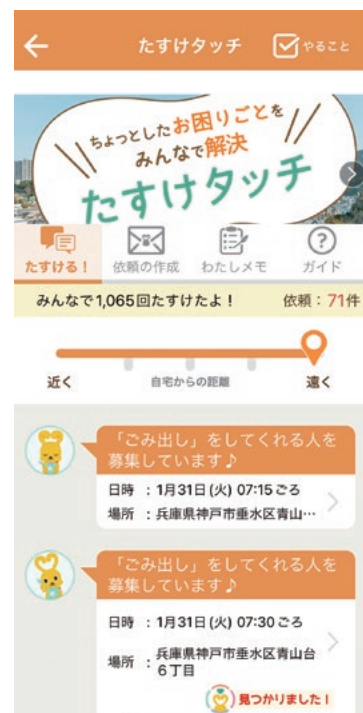 たすけタッチ
やること
ちょっとしたお困りごとを
みんなで解決
たすけタッチ
たすける！
依頼の作成
わたしメモ
ガイド
みんなで1,065回たすけたよ！
依頼：71件
近く
自宅からの距離
遠く
「ごみ出し」をしてくれる人を
募集しています♪
日時 ：1月31日(火) 07:15ごろ
場所 ：兵庫県神戸市垂水区青山…
「ごみ出し」をしてくれる人を
募集しています♪
日時 ：1月31日(火) 07:30ごろ
場所 ：兵庫県神戸市垂水区青山台
６丁目
見つかりました！